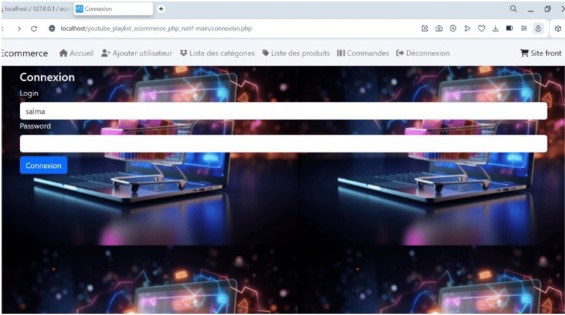 localhost / 127.0.0.1 / eco
Connexion
localhost/youtube_playlist_ecommerce_php_natif-main/connexion.php
Ecommerce Accueil Ajouter utilisateur Liste des catégories Liste des produits Commandes Déconnexion Site front
Connexion
Login
salma
Password
Connexion